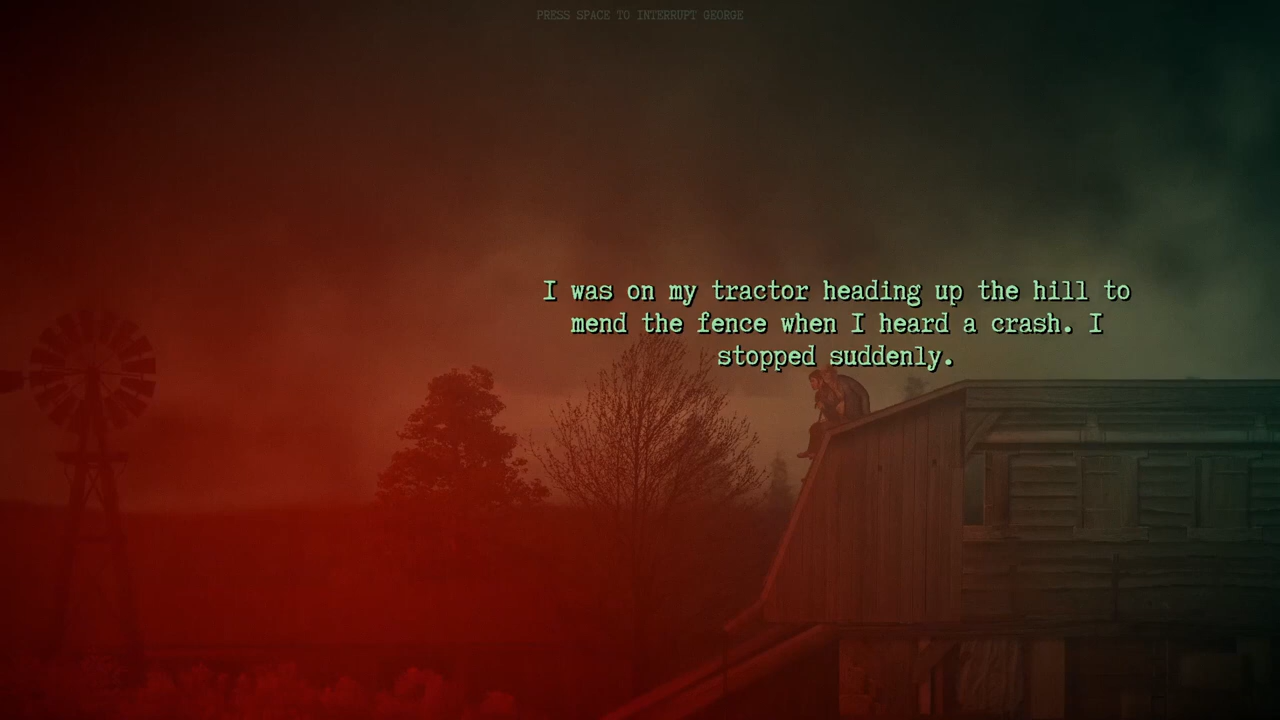 PRESS SPACE TO INTERRUPT GEORGE
I was on my tractor heading up the hill to
mend the fence when I heard a crash. I
stopped suddenly.